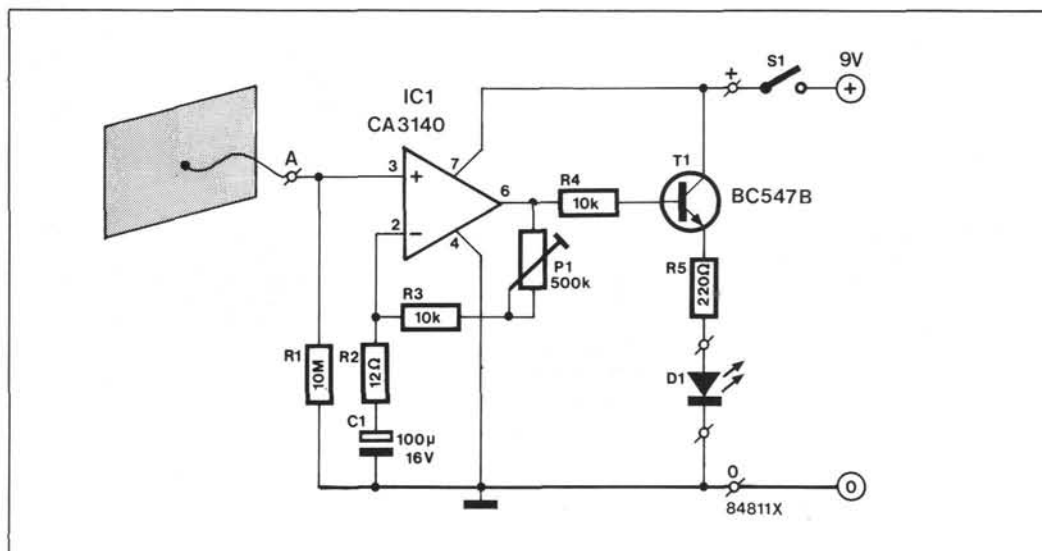 S1
9V
+
+
IC1
CA3140
A
3
+
7
6
R4
10k
T1
BC547B
2
−
4
P1
500k
R5
220Ω
R3
10k
R1
10M
R2
12Ω
D1
C1
100µ
16V
0
0
84811X